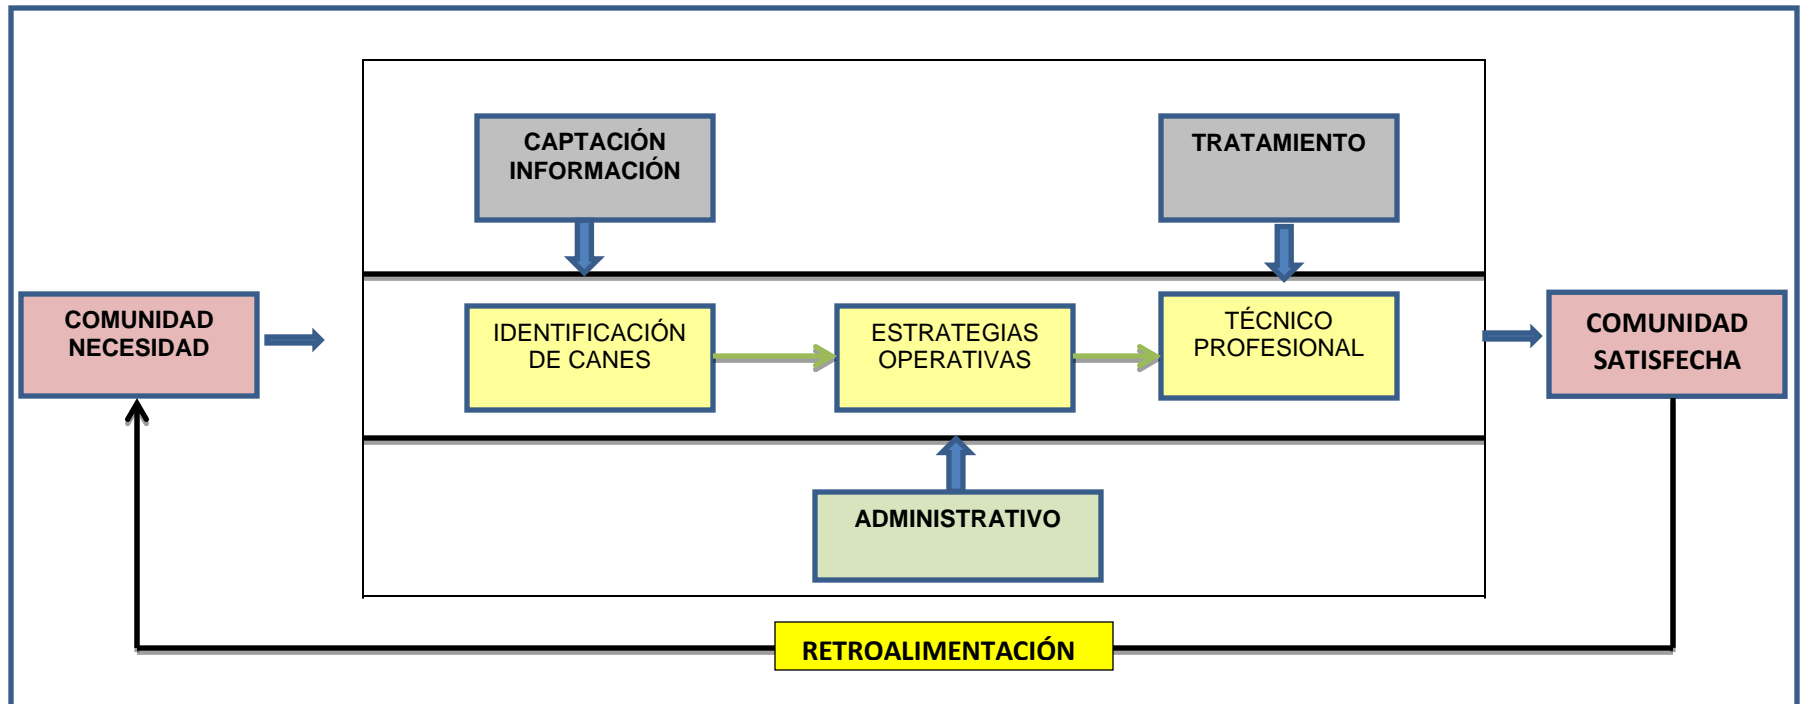 CAPTACIÓN
INFORMACIÓN
TRATAMIENTO
COMUNIDAD
NECESIDAD
IDENTIFICACIÓN
DE CANES
ESTRATEGIAS
OPERATIVAS
TÉCNICO
PROFESIONAL
COMUNIDAD
SATISFECHA
ADMINISTRATIVO
RETROALIMENTACIÓN